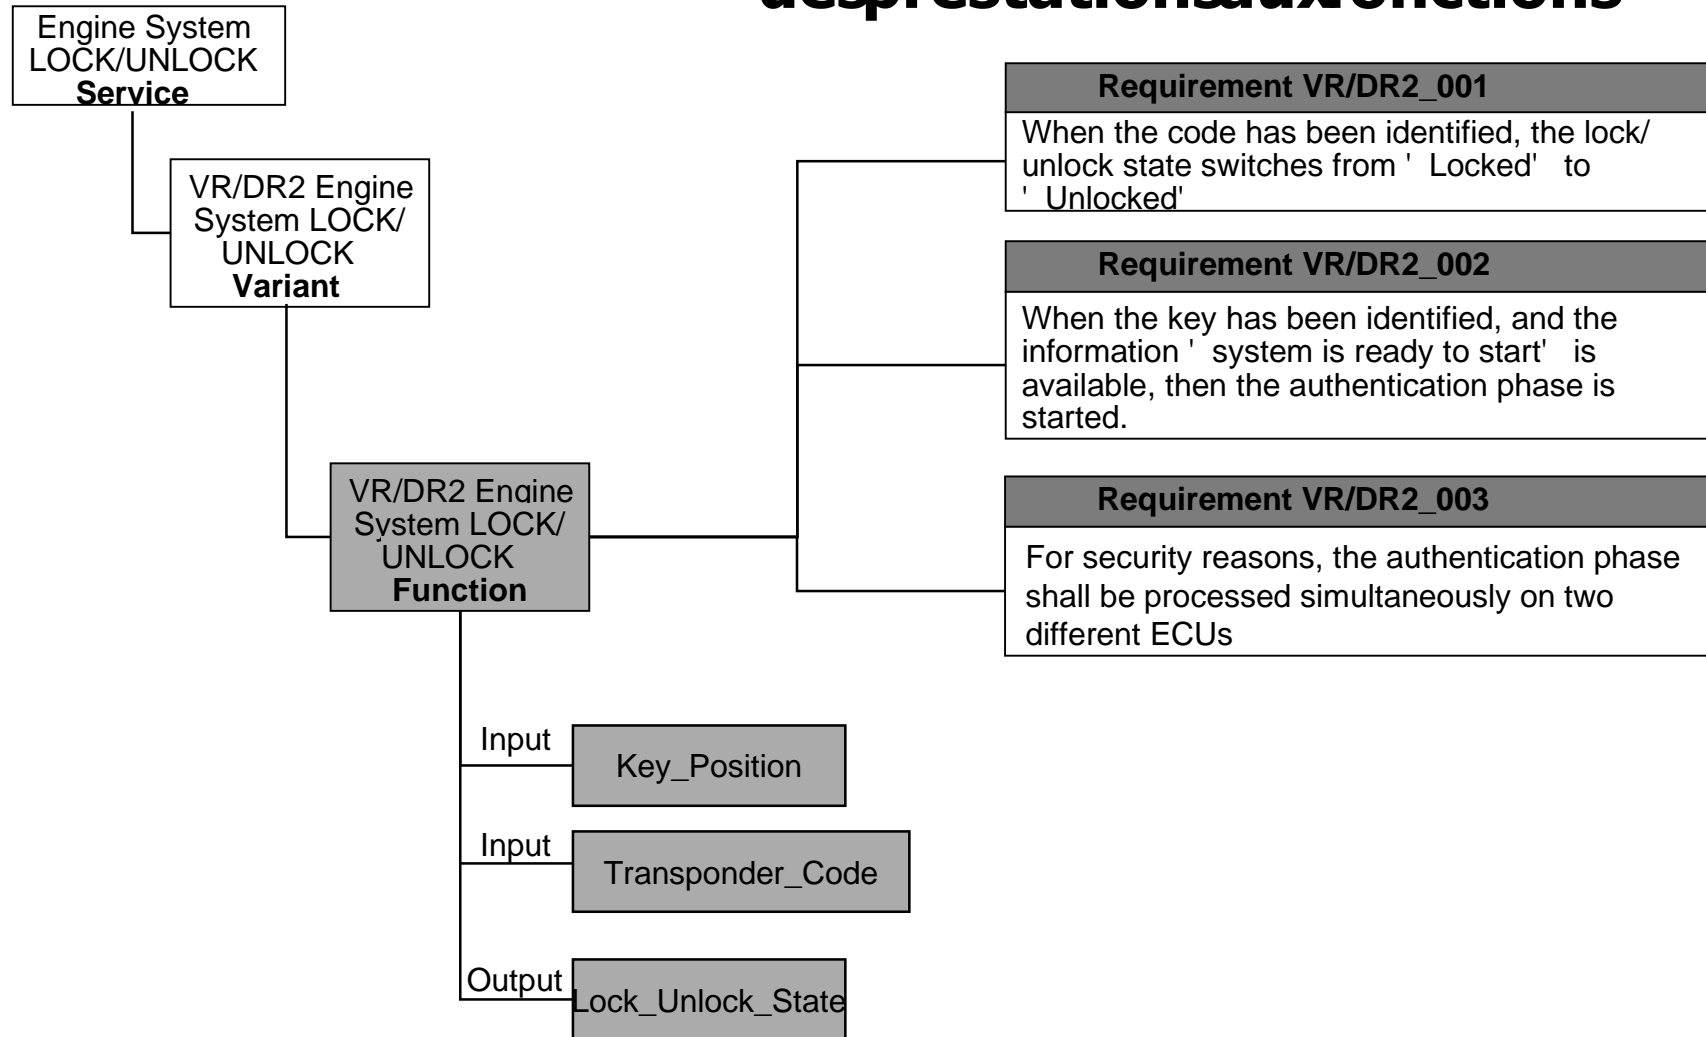 des prestations aux fonctions
Engine System
LOCK/UNLOCK
Service
VR/DR2 Engine
System LOCK/
UNLOCK
Variant
VR/DR2 Engine
System LOCK/
UNLOCK
Function
Requirement VR/DR2_001
When the code has been identified, the lock/
unlock state switches from ' Locked' to
' Unlocked'
Requirement VR/DR2_002
When the key has been identified, and the
information ' system is ready to start' is
available, then the authentication phase is
started.
Requirement VR/DR2_003
For security reasons, the authentication phase
shall be processed simultaneously on two
different ECUs
Input
Key_Position
Input
Transponder_Code
Output
Lock_Unlock_State